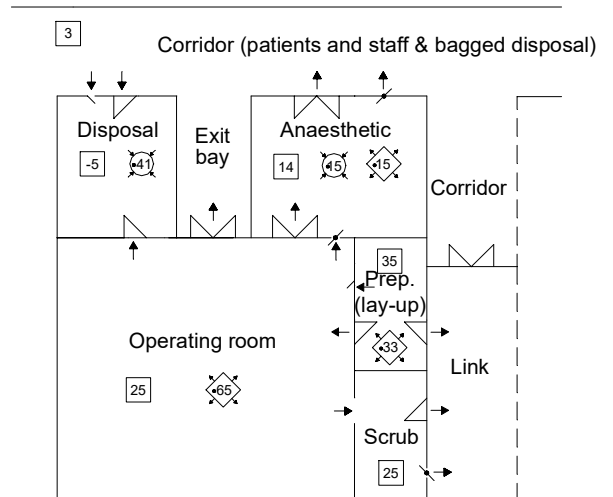 3
Corridor (patients and staff & bagged disposal)
Disposal
-5
41
Exit
bay
Anaesthetic
14
15
15
Corridor
35
Prep.
(lay-up)
33
Operating room
25
65
Link
Scrub
25